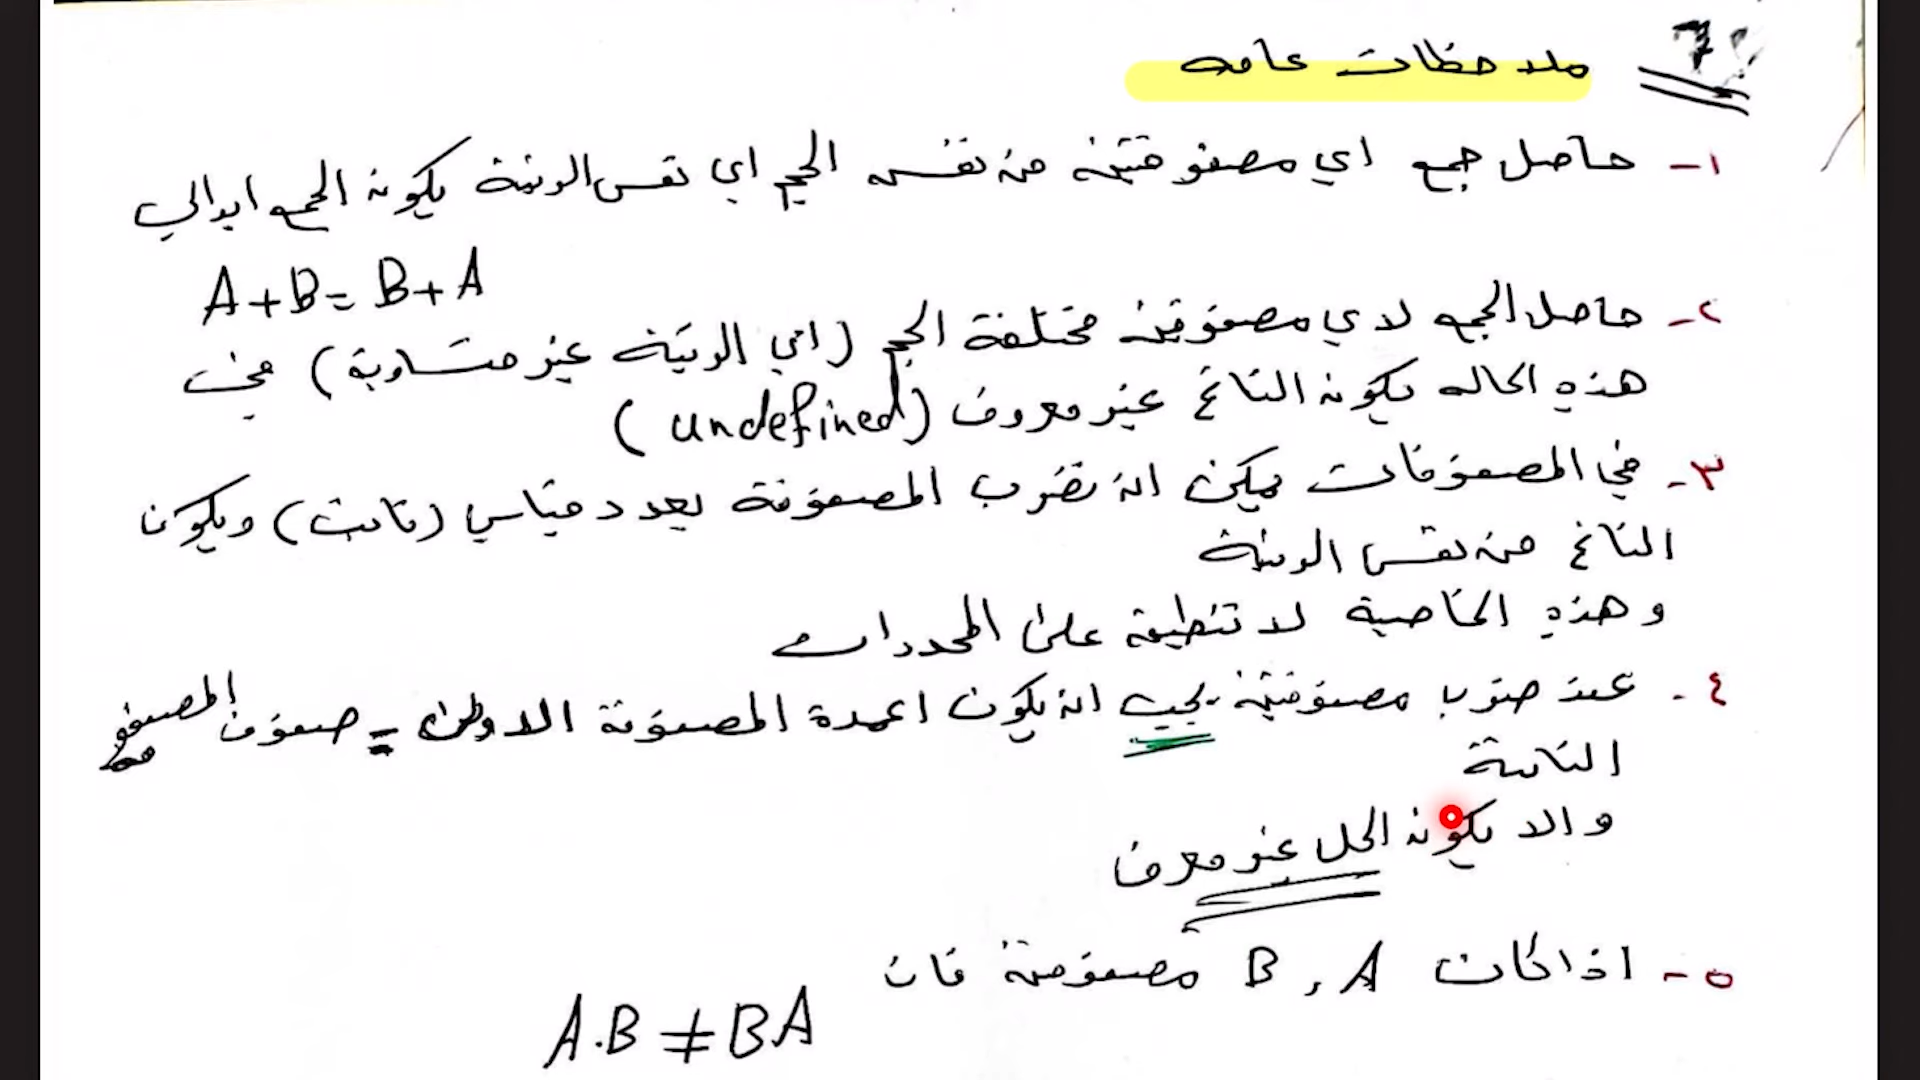 ملاحظات عامه
١- حاصل جمع اي مصفوفتين من نفس الحجم اي نفس الرتبة يكون الجمع ابدالي
A+B=B+A
٢- حاصل الجمع لاي مصفوفتين مختلفة الحجم (اي الرتبة غير متساوية) في
هذه الحاله يكون الناتج غير معروف (undefined)
٣- في المصفوفات يمكن ان نضرب المصفوفة بعدد قياسي (ثابت) ويكون
الناتج من نفس الرتبة
وهذه الخاصية لا تنطبق على المحددات
٤- عند ضرب مصفوفتين يجب ان يكون اعمدة المصفوفة الاولى = صفوف المصفوفه
الثانية
والا يكون الحل غير معرف
٥- اذا كانت A , B مصفوفة فان
A.B ≠ BA